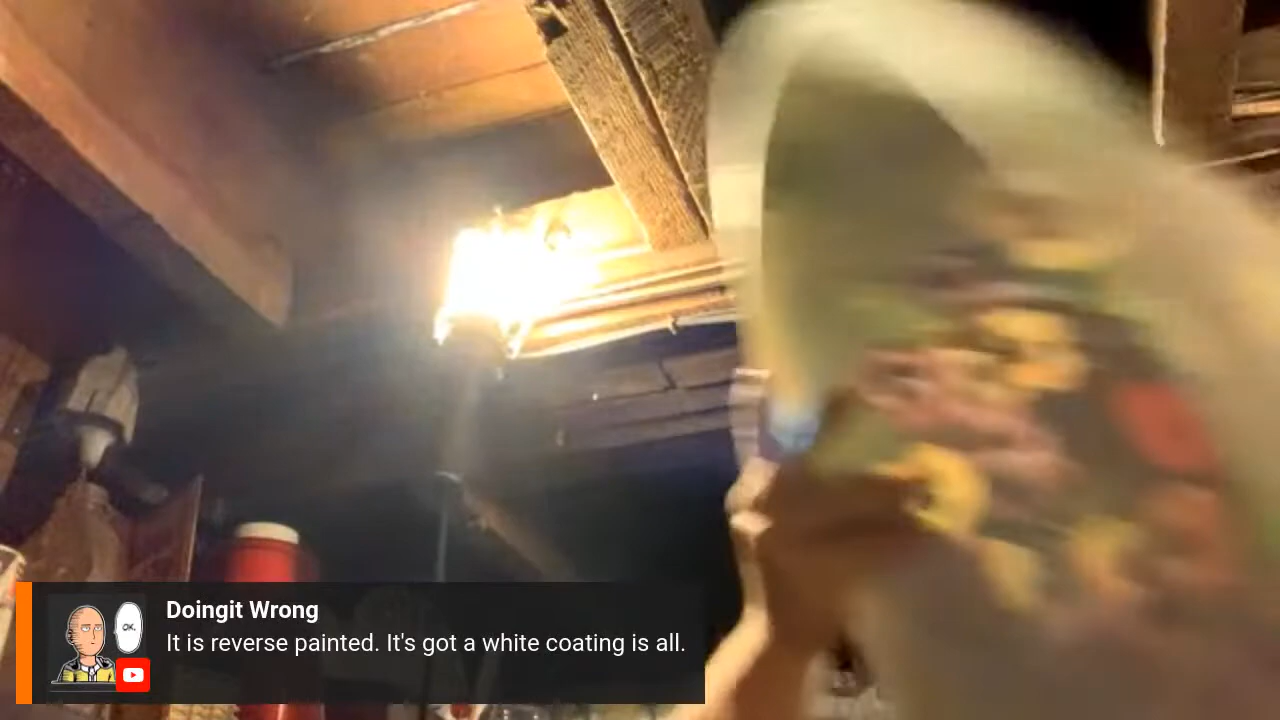 Doingit Wrong
It is reverse painted. It's got a white coating is all.
OK.